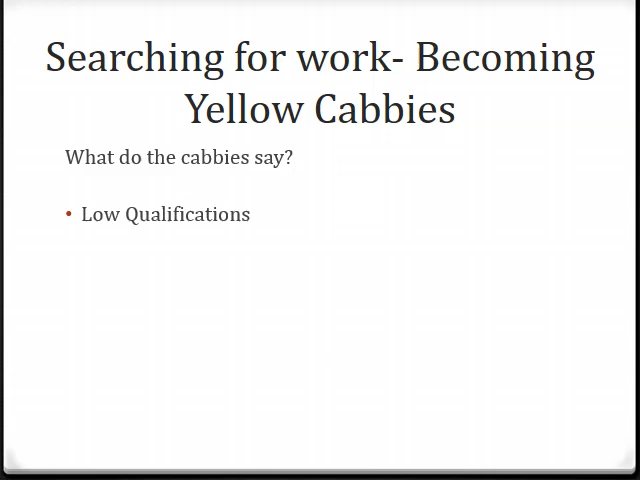 Searching for work- Becoming
Yellow Cabbies
What do the cabbies say?
• Low Qualifications